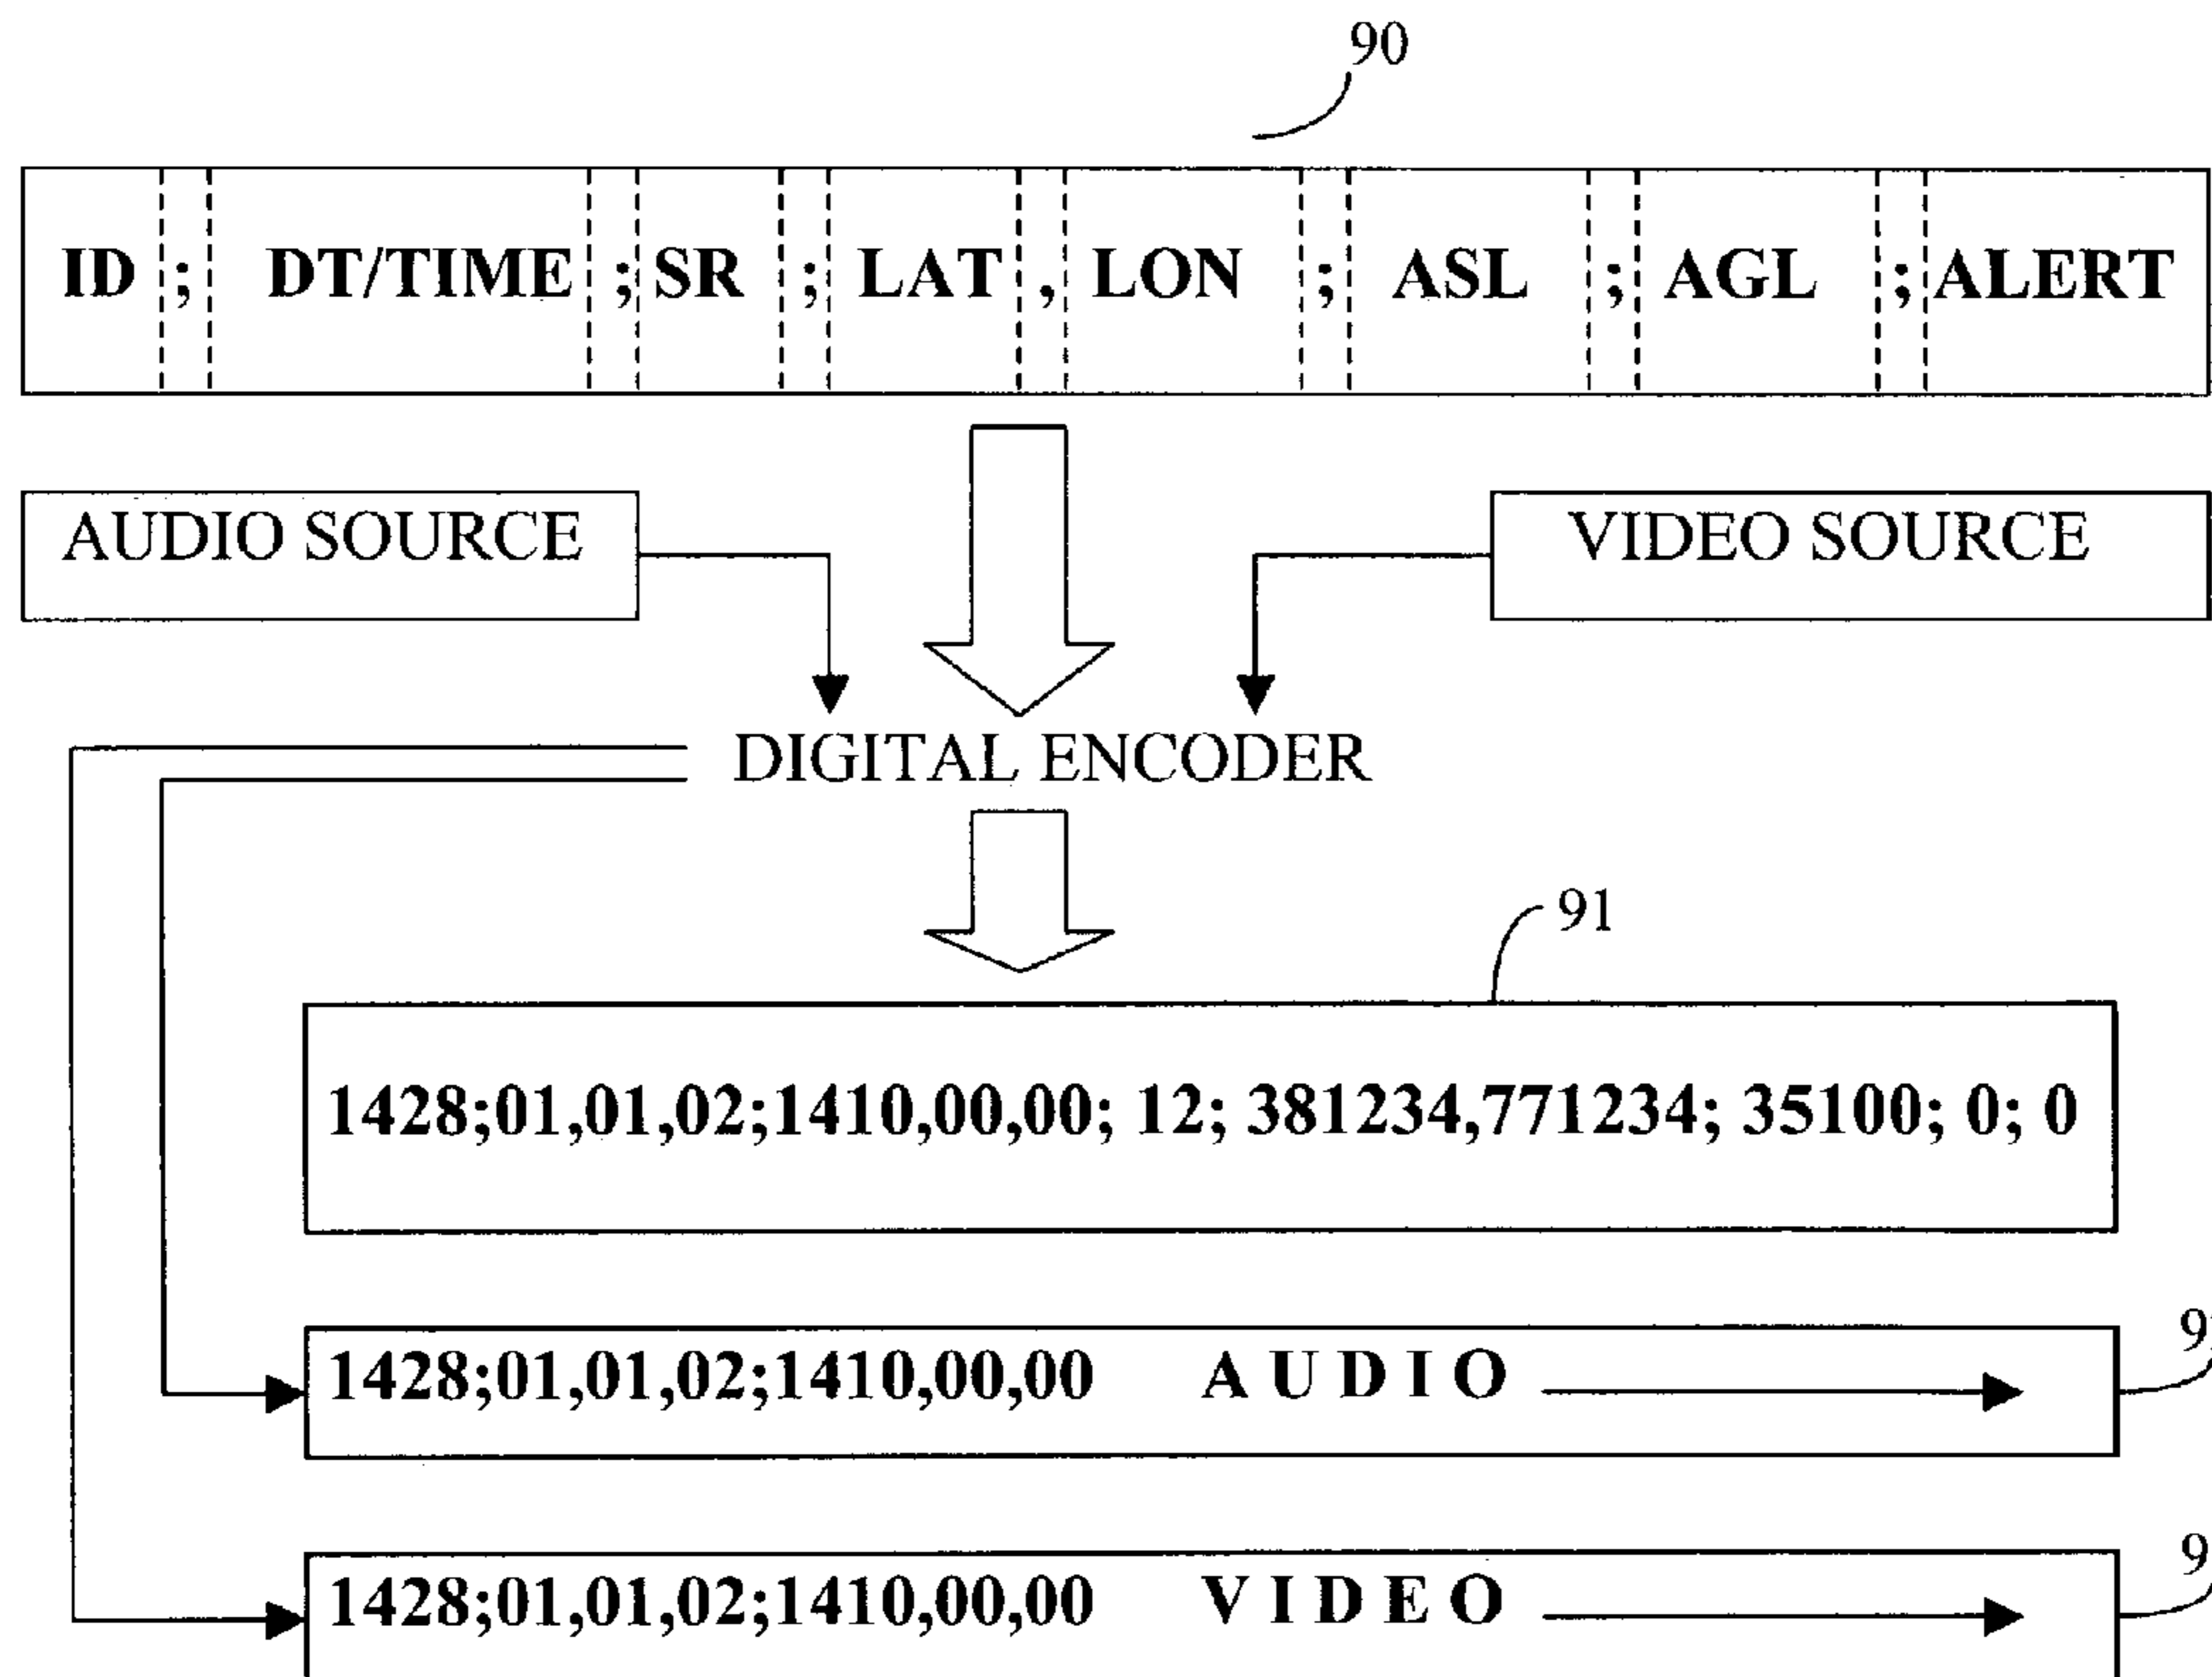 90
ID ; DT/TIME ; SR ; LAT , LON ; ASL ; AGL ; ALERT
AUDIO SOURCE
VIDEO SOURCE
DIGITAL ENCODER
91
1428;01,01,02;1410,00,00; 12; 381234,771234; 35100; 0; 0
1428;01,01,02;1410,00,00 A U D I O
1428;01,01,02;1410,00,00 V I D E O